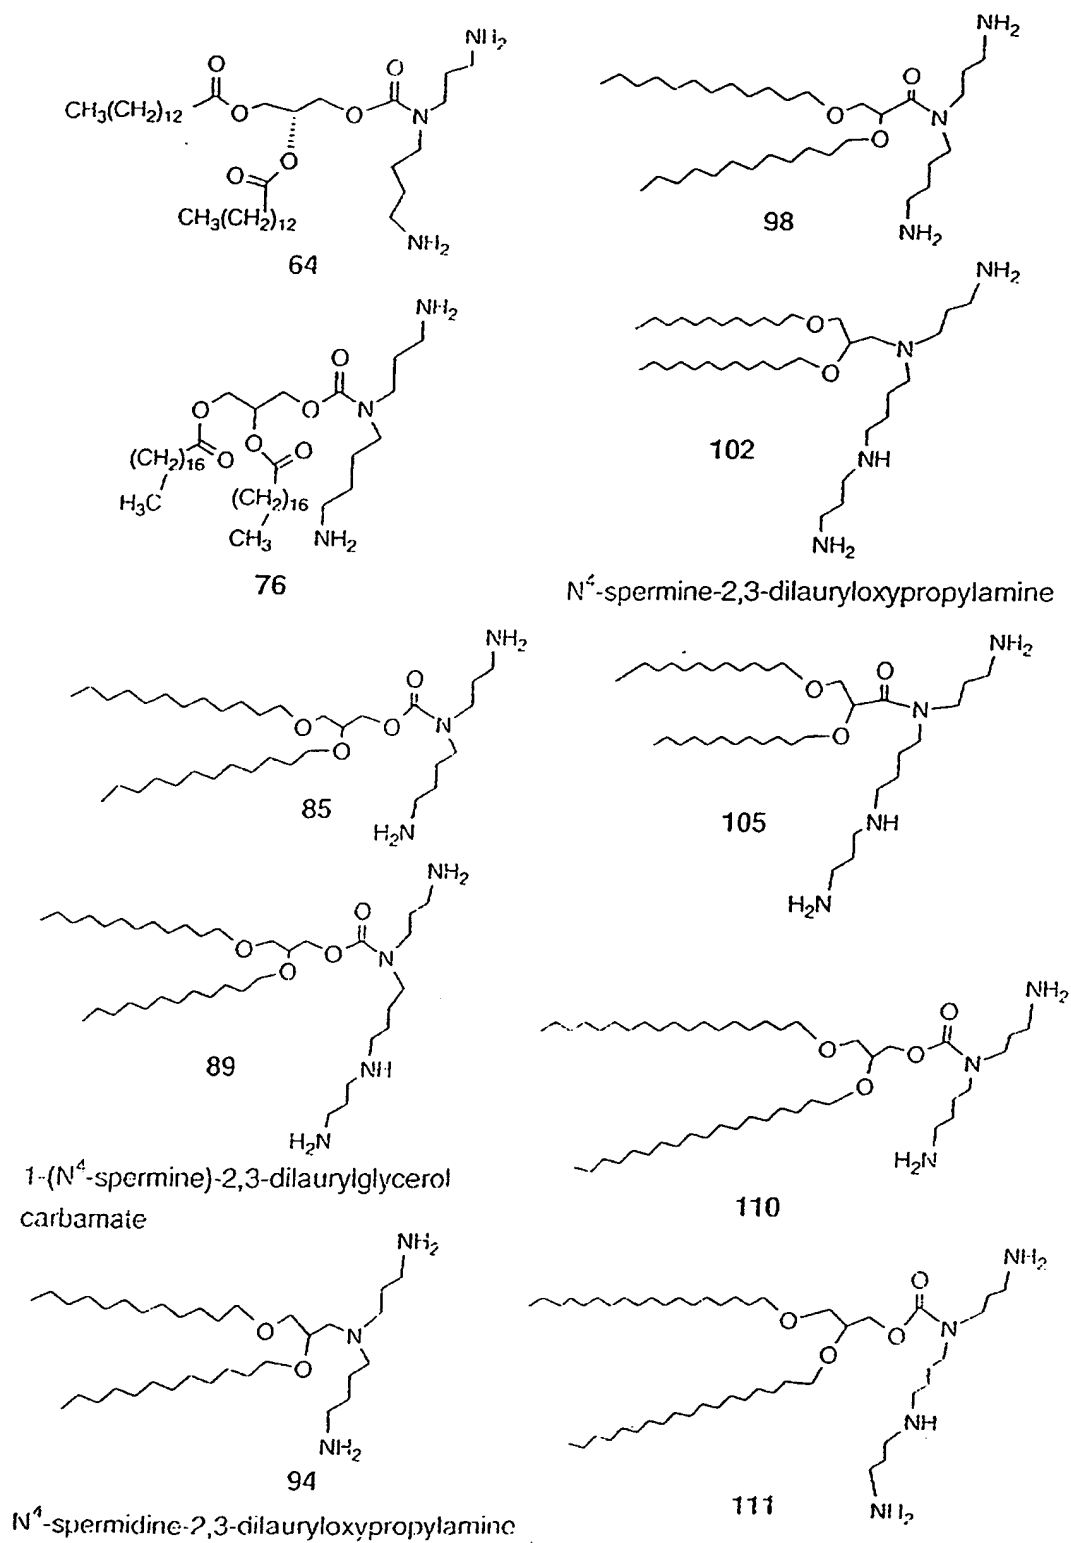 NH2
O
O
CH3(CH2)12
O
O
N
O
O
CH3(CH2)12
NH2
64
NH2
O
O
N
O
NH2
98
NH2
O
O
O
N
O
O
O
(CH2)16
H3C
(CH2)16
CH3
NH2
76
NH2
O
N
O
NH
NH2
102
N4-spermine-2,3-dilauryloxypropylamine
NH2
O
O
O
N
O
H2N
85
NH2
O
O
N
O
NH
H2N
105
NH2
O
O
O
N
O
NH
H2N
89
1-(N4-spermine)-2,3-dilaurylglycerol
carbamate
NH2
O
O
O
N
O
H2N
110
NH2
O
N
O
NH2
94
N4-spermidine-2,3-dilauryloxypropylamine
NH2
O
O
O
N
O
NH
NH2
111